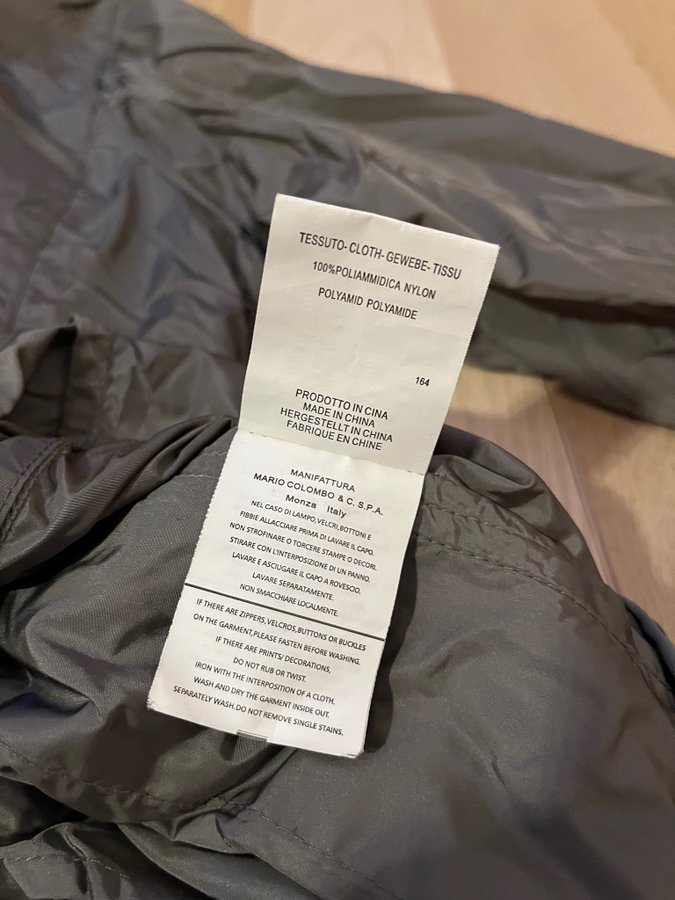 TESSUTO-CLOTH-GEWEBE-TISSU
100%POLIAMMIDICA NYLON
POLYAMID POLYAMIDE
164
PRODOTTO IN CINA
MADE IN CHINA
HERGESTELLT IN CHINA
FABRIQUE EN CHINE
MANIFATTURA
MARIO COLOMBO & C. S.P.A.
Monza Italy
NEL CASO DI LAMPO,VELCRI,BOTTONI E
FIBBIE ALLACCIARE PRIMA DI LAVARE IL CAPO.
NON STROFINARE O TORCERE STAMPE O DECORI.
STIRARE CON L'INTERPOSIZIONE DI UN PANNO.
LAVARE E ASCIUGARE IL CAPO A ROVESCIO.
LAVARE SEPARATAMENTE.
NON SMACCHIARE LOCALMENTE.
IF THERE ARE ZIPPERS,VELCROS,BUTTONS OR BUCKLES
ON THE GARMENT,PLEASE FASTEN BEFORE WASHING.
IF THERE ARE PRINTS/ DECORATIONS,
DO NOT RUB OR TWIST.
IRON WITH THE INTERPOSITION OF A CLOTH.
WASH AND DRY THE GARMENT INSIDE OUT.
SEPARATELY WASH.DO NOT REMOVE SINGLE STAINS.